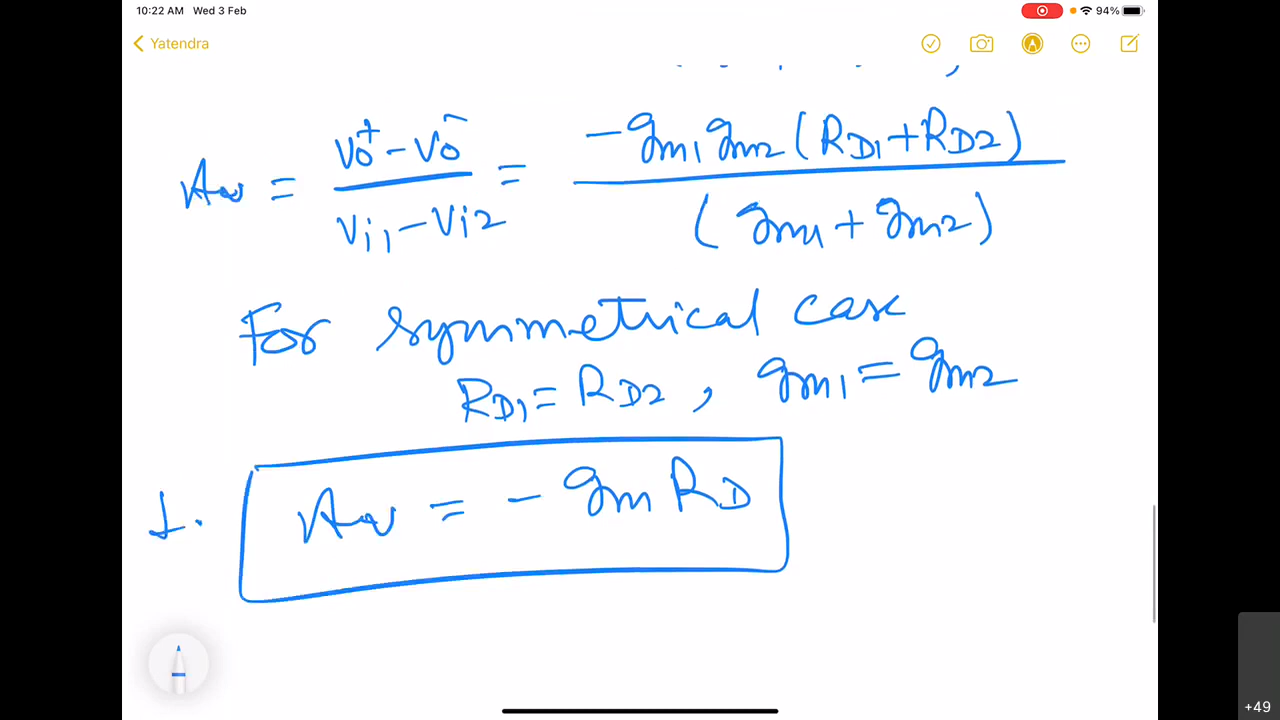 10:22 AM Wed 3 Feb
94%
Yatendra
Av = (vo⁺ - vo⁻) / (vi1 - vi2) = -gm1 gm2 (RD1 + RD2) / (gm1 + gm2)
For symmetrical case
RD1 = RD2 , gm1 = gm2
1. Av = - gm RD
+49